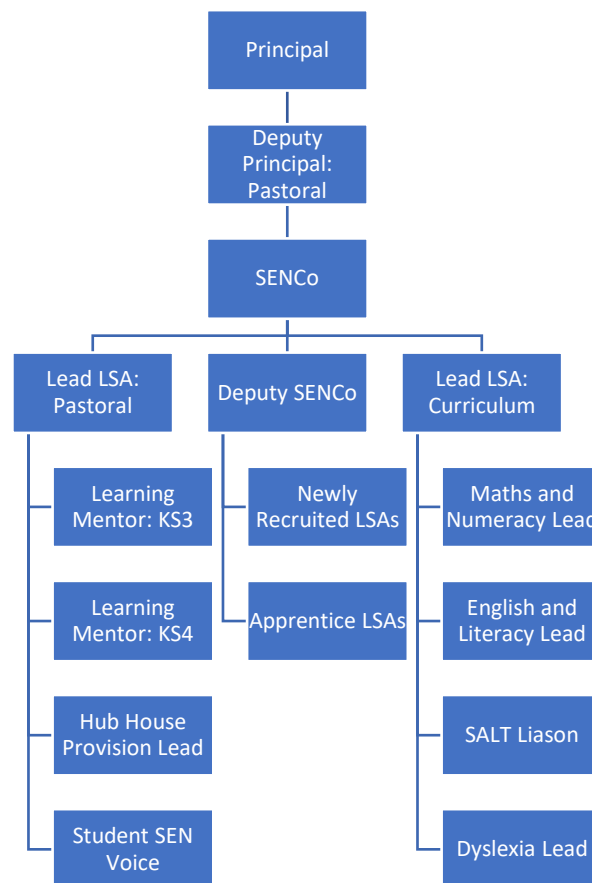 Principal
Deputy
Principal:
Pastoral
SENCo
Lead LSA:
Pastoral
Deputy SENCo
Lead LSA:
Curriculum
Learning
Mentor: KS3
Newly
Recruited LSAs
Maths and
Numeracy Lead
Learning
Mentor: KS4
Apprentice LSAs
English and
Literacy Lead
Hub House
Provision Lead
SALT Liason
Student SEN
Voice
Dyslexia Lead